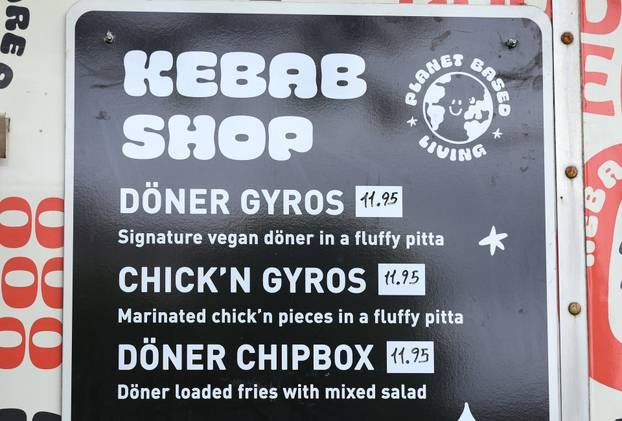 KEBAB
SHOP
PLANET BASED
LIVING
DÖNER GYROS 11.95
Signature vegan döner in a fluffy pitta
CHICK'N GYROS 11.95
Marinated chick'n pieces in a fluffy pitta
DÖNER CHIPBOX 11.95
Döner loaded fries with mixed salad